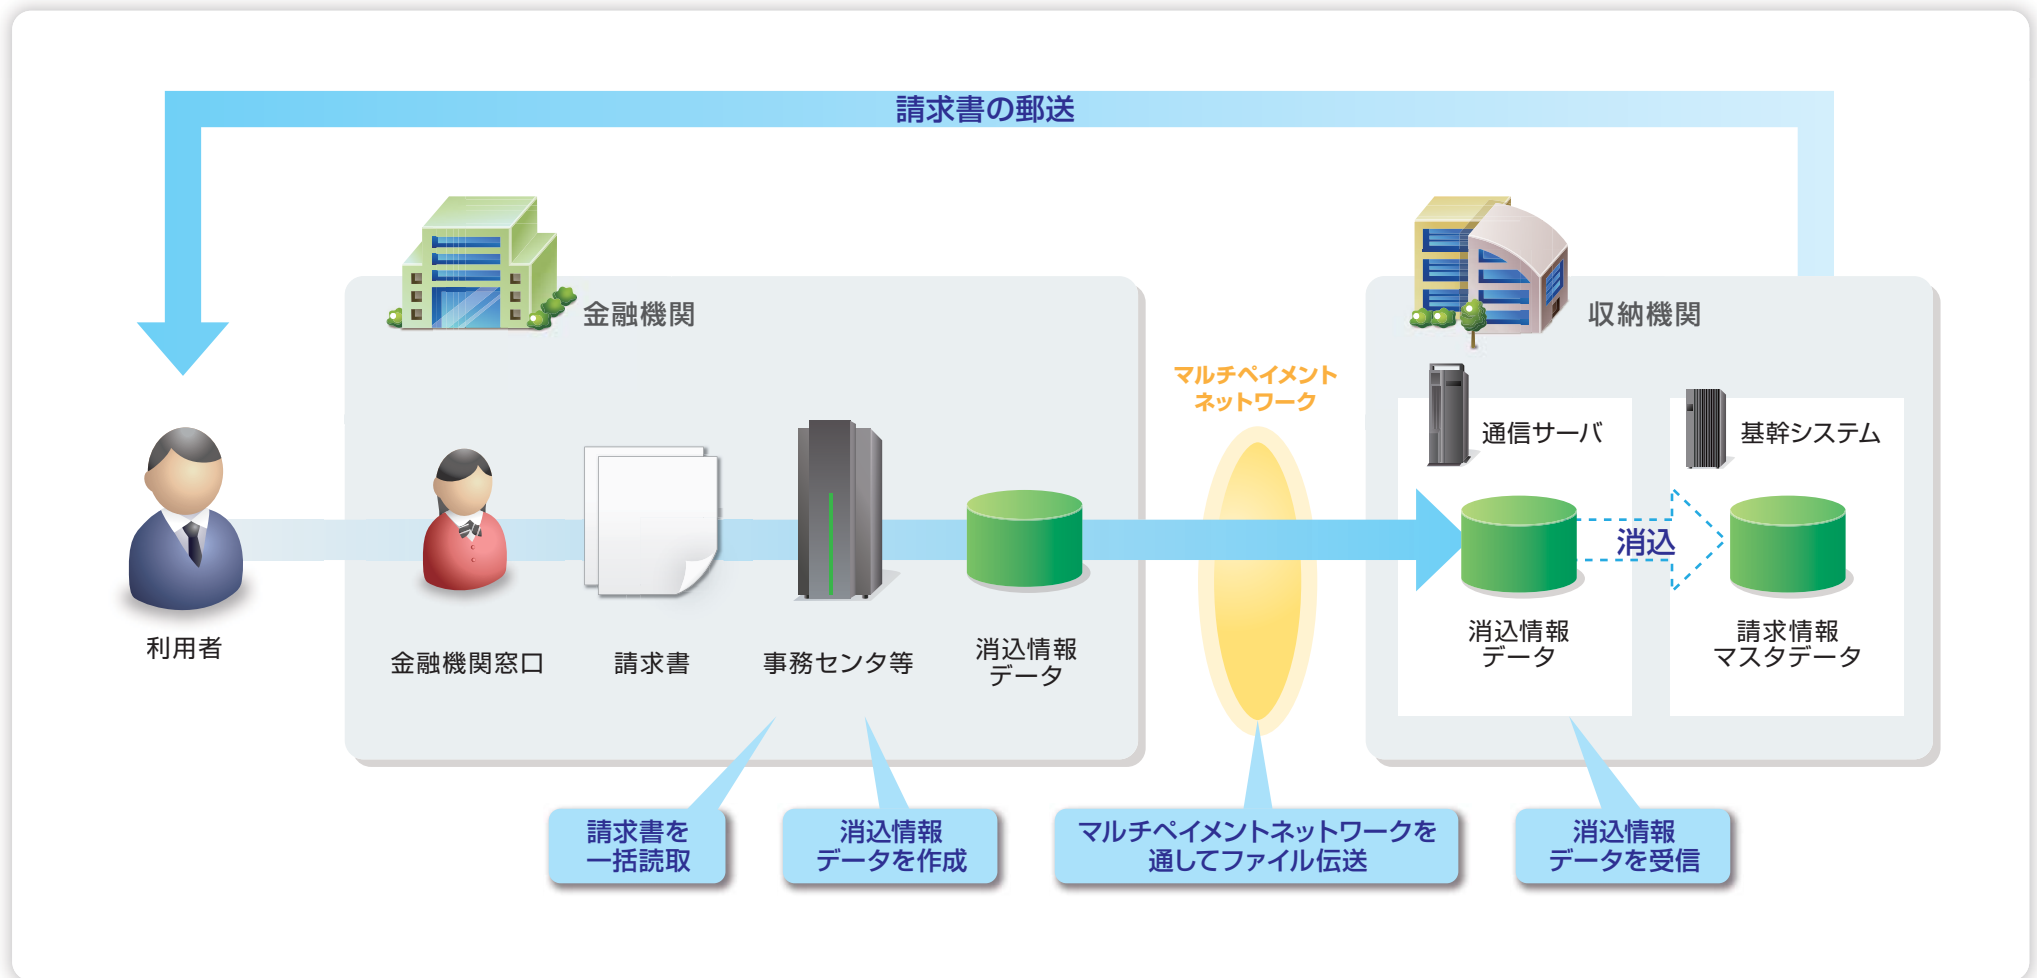 請求書の郵送
金融機関
収納機関
マルチペイメント
ネットワーク
通信サーバ
基幹システム
消込
利用者
金融機関窓口
請求書
事務センタ等
消込情報
データ
消込情報
データ
請求情報
マスタデータ
請求書を
一括読取
消込情報
データを作成
マルチペイメントネットワークを
通してファイル伝送
消込情報
データを受信